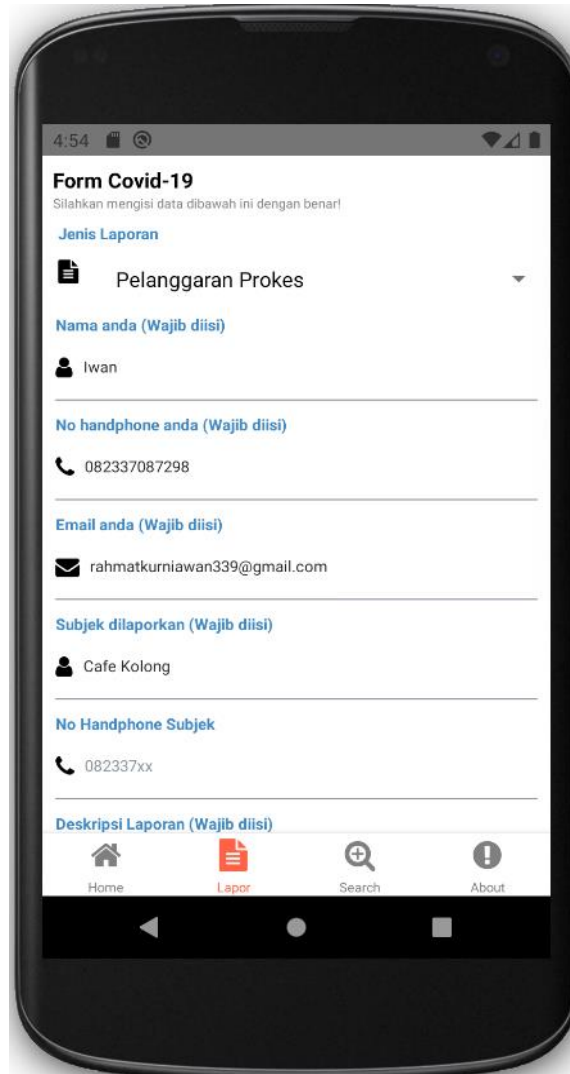 4:54
Form Covid-19
Silahkan mengisi data dibawah ini dengan benar!
Jenis Laporan
Pelanggaran Prokes
Nama anda (Wajib diisi)
Iwan
No handphone anda (Wajib diisi)
082337087298
Email anda (Wajib diisi)
rahmatkurniawan339@gmail.com
Subjek dilaporkan (Wajib diisi)
Cafe Kolong
No Handphone Subjek
082337xx
Deskripsi Laporan (Wajib diisi)
Home Lapor Search About